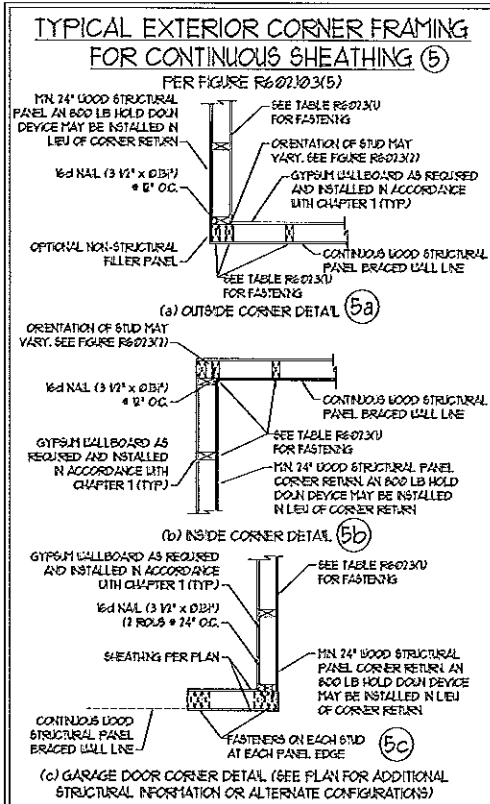 TYPICAL EXTERIOR CORNER FRAMING
FOR CONTINUOUS SHEATHING 5
PER FIGURE R602.10.3(5)
MIN. 24" WOOD STRUCTURAL
PANEL AN 800 LB HOLD DOWN
DEVICE MAY BE INSTALLED IN
LIEU OF CORNER RETURN
16d NAIL (3 1/2" x 0.131")
@ 12" O.C.
OPTIONAL NON-STRUCTURAL
FILLER PANEL
SEE TABLE R602.3(1)
FOR FASTENING
ORIENTATION OF STUD MAY
VARY. SEE FIGURE R602.3(2)
GYPSUM WALLBOARD AS REQUIRED
AND INSTALLED IN ACCORDANCE
WITH CHAPTER 7 (TYP.)
CONTINUOUS WOOD STRUCTURAL
PANEL BRACED WALL LINE
SEE TABLE R602.3(1)
FOR FASTENING
(a) OUTSIDE CORNER DETAIL 5a
ORIENTATION OF STUD MAY
VARY. SEE FIGURE R602.3(2)
16d NAIL (3 1/2" x 0.131")
@ 12" O.C.
GYPSUM WALLBOARD AS
REQUIRED AND INSTALLED
IN ACCORDANCE WITH
CHAPTER 7 (TYP.)
CONTINUOUS WOOD STRUCTURAL
PANEL BRACED WALL LINE
SEE TABLE R602.3(1)
FOR FASTENING
MIN. 24" WOOD STRUCTURAL PANEL
CORNER RETURN. AN 800 LB HOLD
DOWN DEVICE MAY BE INSTALLED
IN LIEU OF CORNER RETURN
(b) INSIDE CORNER DETAIL 5b
GYPSUM WALLBOARD AS REQUIRED
AND INSTALLED IN ACCORDANCE
WITH CHAPTER 7 (TYP.)
16d NAIL (3 1/2" x 0.131")
(2 ROWS @ 24" O.C.
SHEATHING PER PLAN
CONTINUOUS WOOD
STRUCTURAL PANEL
BRACED WALL LINE
SEE TABLE R602.3(1)
FOR FASTENING
MIN. 24" WOOD STRUCTURAL
PANEL CORNER RETURN. AN
800 LB HOLD DOWN DEVICE
MAY BE INSTALLED IN LIEU
OF CORNER RETURN
FASTENERS ON EACH STUD
AT EACH PANEL EDGE
5c
(c) GARAGE DOOR CORNER DETAIL (SEE PLAN FOR ADDITIONAL
STRUCTURAL INFORMATION OR ALTERNATE CONFIGURATIONS)